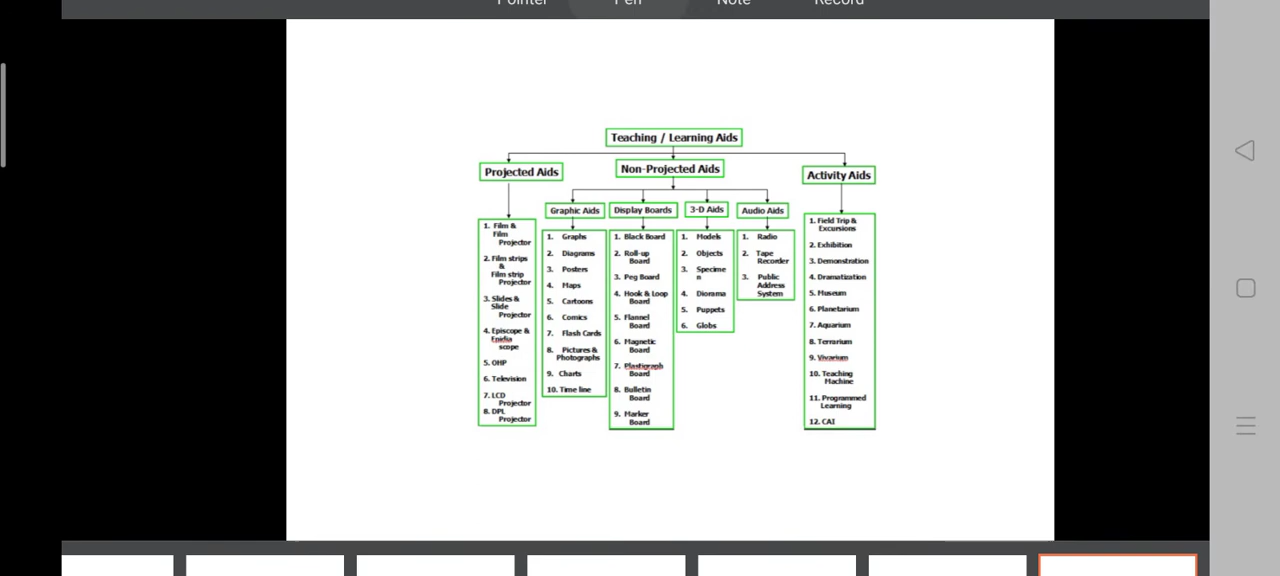 Pointer
Pen
Note
Record
Teaching / Learning Aids
Projected Aids
Non-Projected Aids
Activity Aids
Graphic Aids
Display Boards
3-D Aids
Audio Aids
1. Film &
Film
Projector
2. Film strips
&
Film strip
Projector
3. Slides &
Slide
Projector
4. Episcope &
Epidia
scope
5. OHP
6. Television
7. LCD
Projector
8. DPL
Projector
1. Graphs
2. Diagrams
3. Posters
4. Maps
5. Cartoons
6. Comics
7. Flash Cards
8. Pictures &
Photographs
9. Charts
10. Time line
1. Black Board
2. Roll-up
Board
3. Peg Board
4. Hook & Loop
Board
5. Flannel
Board
6. Magnetic
Board
7. Plastigraph
Board
8. Bulletin
Board
9. Marker
Board
1. Models
2. Objects
3. Specime
n
4. Diorama
5. Puppets
6. Globs
1. Radio
2. Tape
Recorder
3. Public
Address
System
1. Field Trip &
Excursions
2. Exhibition
3. Demonstration
4. Dramatization
5. Museum
6. Planetarium
7. Aquarium
8. Terrarium
9. Vivarium
10. Teaching
Machine
11. Programmed
Learning
12. CAI